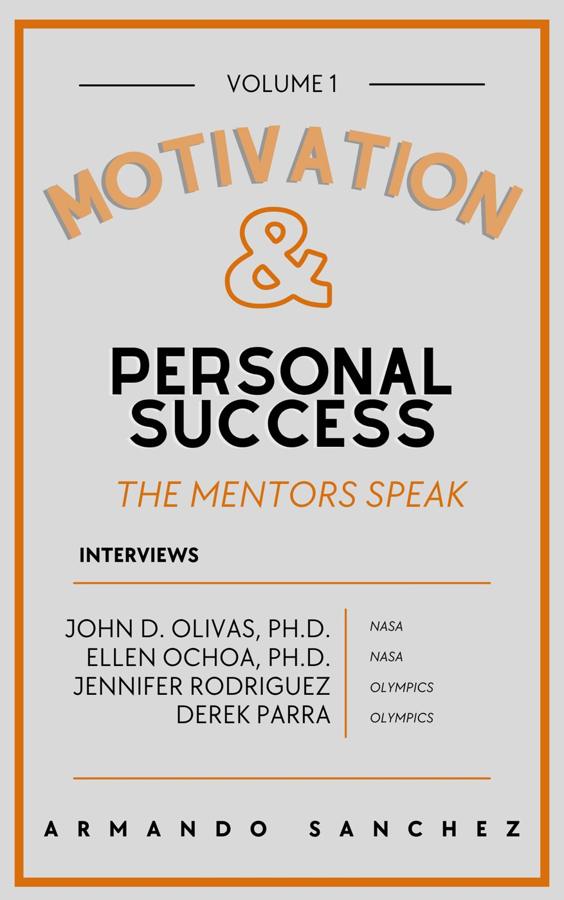 VOLUME 1
MOTIVATION
&
PERSONAL
SUCCESS
THE MENTORS SPEAK
INTERVIEWS
JOHN D. OLIVAS, PH.D. NASA
ELLEN OCHOA, PH.D. NASA
JENNIFER RODRIGUEZ OLYMPICS
DEREK PARRA OLYMPICS
ARMANDO SANCHEZ